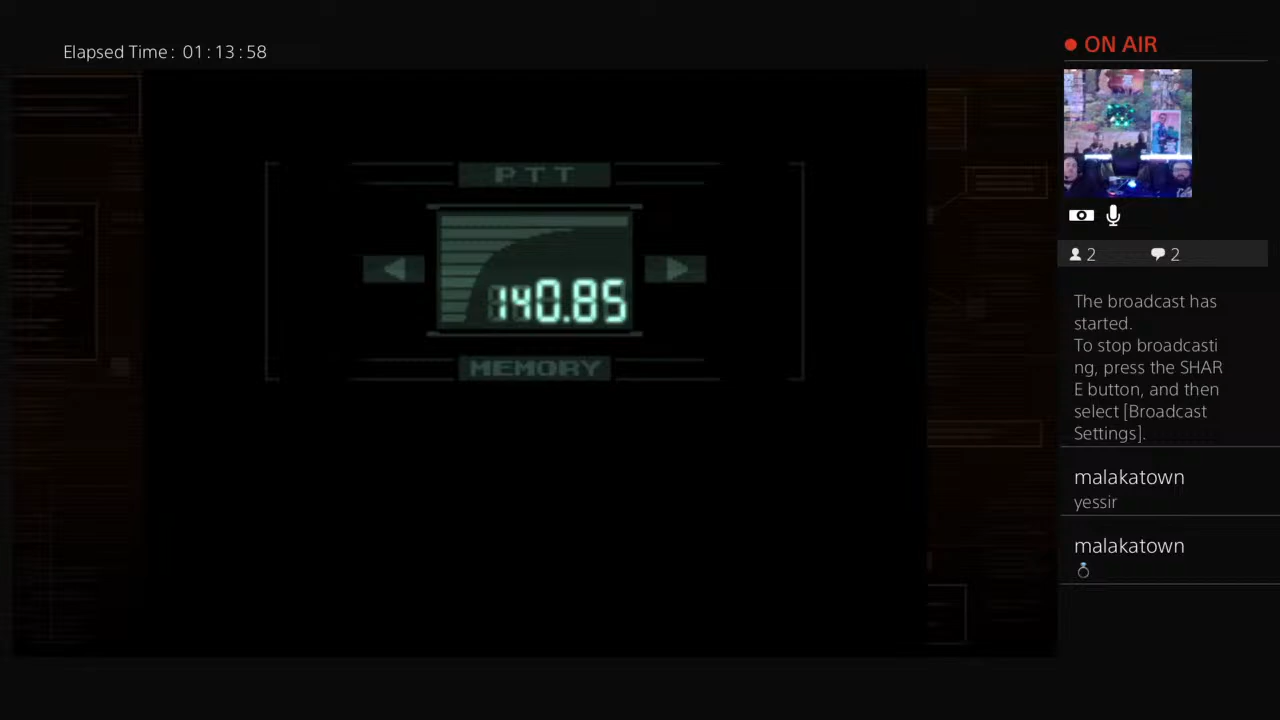 Elapsed Time: 01:13:58
ON AIR
PTT
140.85
MEMORY
2
2
The broadcast has
started.
To stop broadcasti
ng, press the SHAR
E button, and then
select [Broadcast
Settings].
malakatown
yessir
malakatown